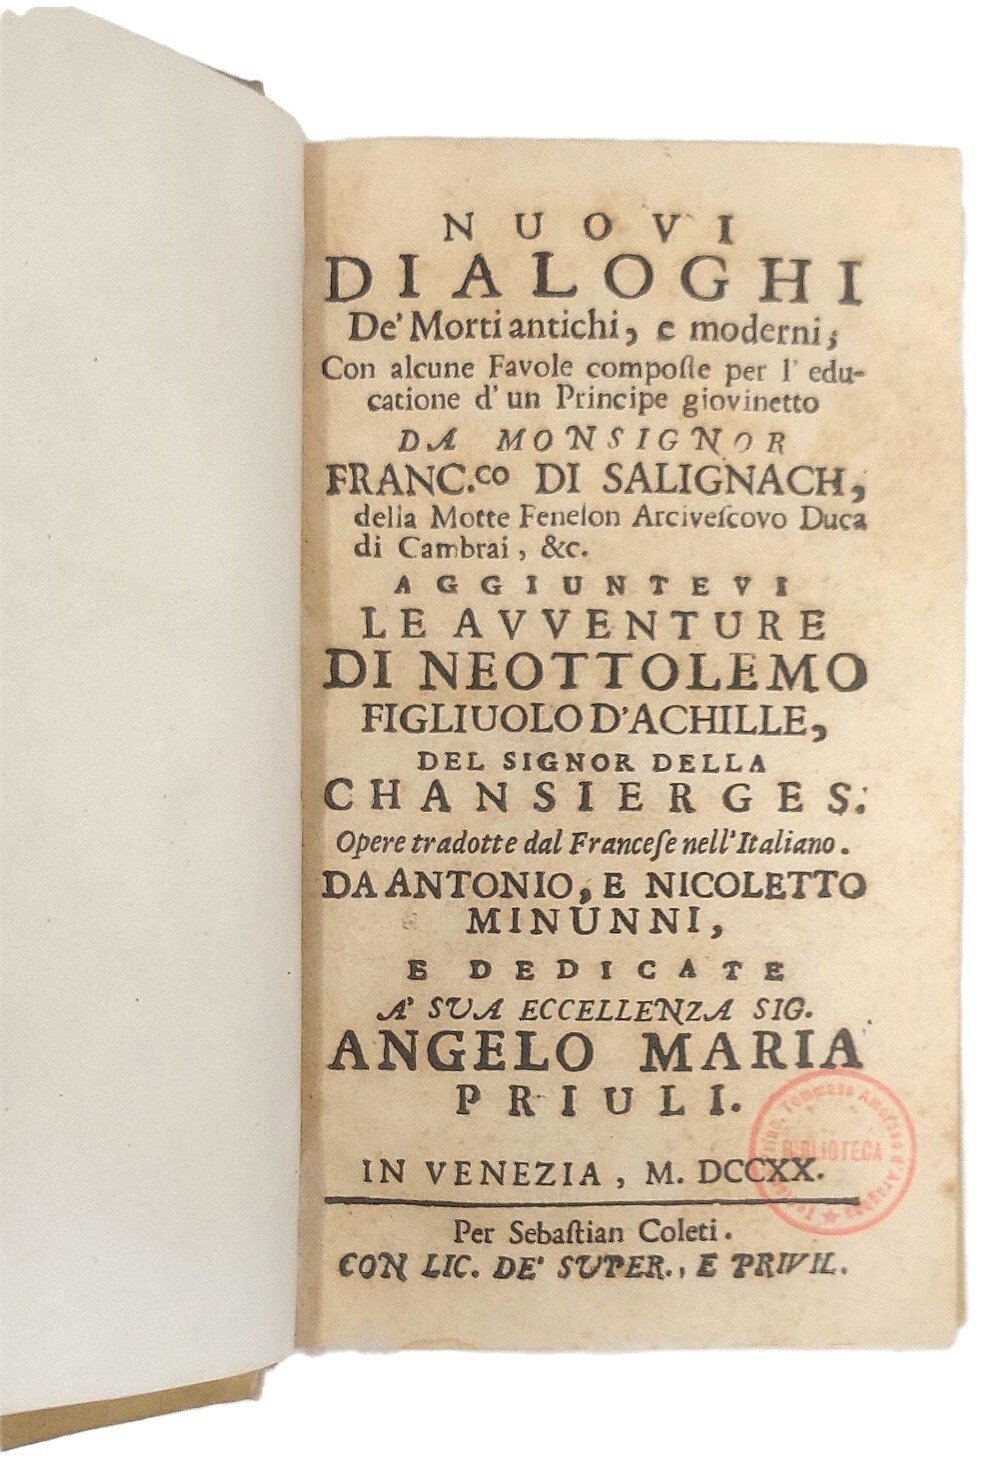 NUOVI
DIALOGHI
De' Morti antichi, e moderni;
Con alcune Favole compoſte per l' edu-
catione d' un Principe giovinetto
DA MONSIGNOR
FRANC.co DI SALIGNACH,
della Motte Fenelon Arciveſcovo Duca
di Cambrai, &c.
AGGIUNTEVI
LE AVVENTURE
DI NEOTTOLEMO
FIGLIUOLO D'ACHILLE,
DEL SIGNOR DELLA
CHANSIERGES.
Opere tradotte dal Franceſe nell'Italiano.
DA ANTONIO, E NICOLETTO
MINUNNI,
E DEDICATE
A' SUA ECCELLENZA SIG.
ANGELO MARIA
PRIULI.
IN VENEZIA, M. DCCXX.
Per Sebaſtian Coleti.
CON LIC. DE' SUPER., E PRIVIL.
Tommaso Amedeo d'Aragona
BIBLIOTECA